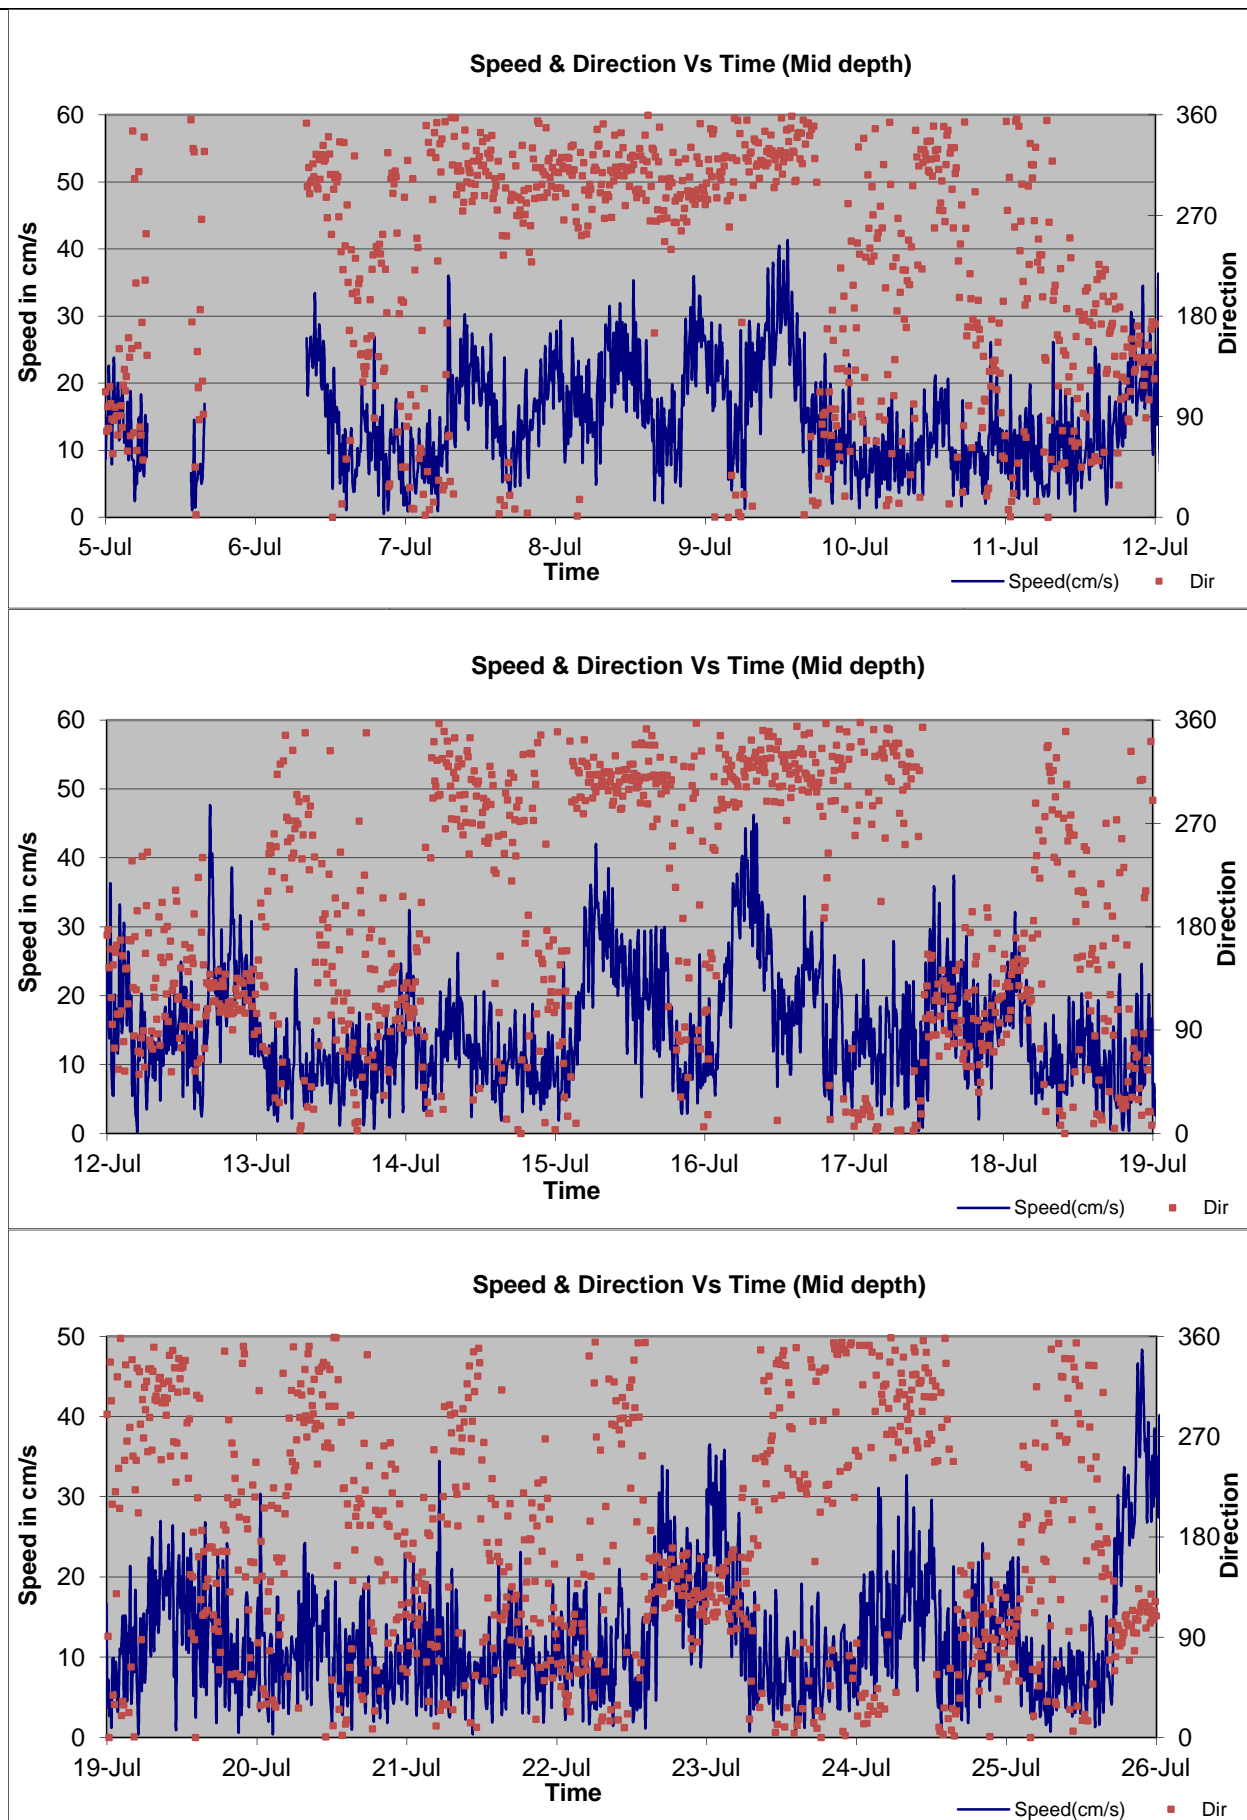 Speed & Direction Vs Time (Mid depth)
60
50
40
30
20
10
0
360
270
180
90
0
Speed in cm/s
Direction
5-Jul 6-Jul 7-Jul 8-Jul 9-Jul 10-Jul 11-Jul 12-Jul
Time
Speed(cm/s) Dir
Speed & Direction Vs Time (Mid depth)
60
50
40
30
20
10
0
360
270
180
90
0
Speed in cm/s
Direction
12-Jul 13-Jul 14-Jul 15-Jul 16-Jul 17-Jul 18-Jul 19-Jul
Time
Speed(cm/s) Dir
Speed & Direction Vs Time (Mid depth)
50
40
30
20
10
0
360
270
180
90
0
Speed in cm/s
Direction
19-Jul 20-Jul 21-Jul 22-Jul 23-Jul 24-Jul 25-Jul 26-Jul
Time
Speed(cm/s) Dir